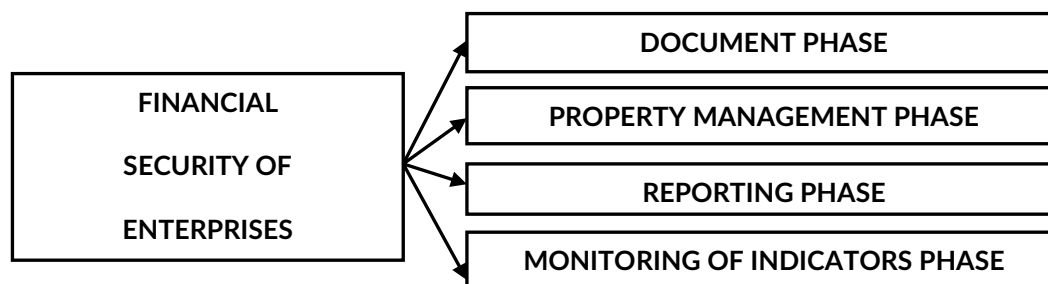 FINANCIAL
SECURITY OF
ENTERPRISES
DOCUMENT PHASE
PROPERTY MANAGEMENT PHASE
REPORTING PHASE
MONITORING OF INDICATORS PHASE